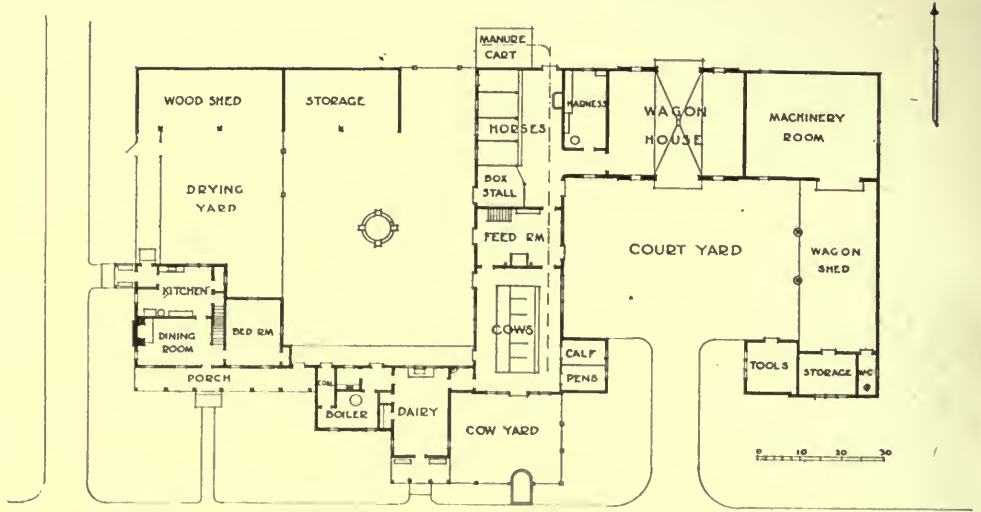 MANURE
CART
WOOD SHED
STORAGE
HORSES
HARNESS
WAGON
HOUSE
MACHINERY
ROOM
DRYING
YARD
BOX
STALL
FEED RM
COURT YARD
WAGON
SHED
KITCHEN
DINING
ROOM
BED RM
COWS
CALF
PENS
TOOLS
STORAGE
WC
PORCH
COAL
BOILER
DAIRY
COW YARD
0 10 20 30